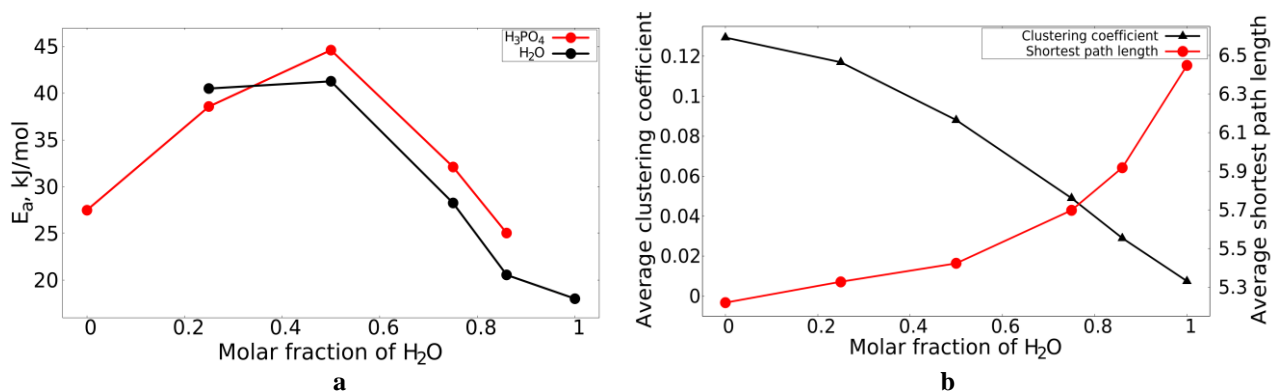 45
40
35
30
25
20
E_a, kJ/mol
H₃PO₄
H₂O
0
0.2
0.4
0.6
0.8
1
Molar fraction of H₂O
a
0.12
0.1
0.08
0.06
0.04
0.02
0
Average clustering coefficient
Clustering coefficient
Shortest path length
6.5
6.3
6.1
5.9
5.7
5.5
5.3
Average shortest path length
0
0.2
0.4
0.6
0.8
1
Molar fraction of H₂O
b